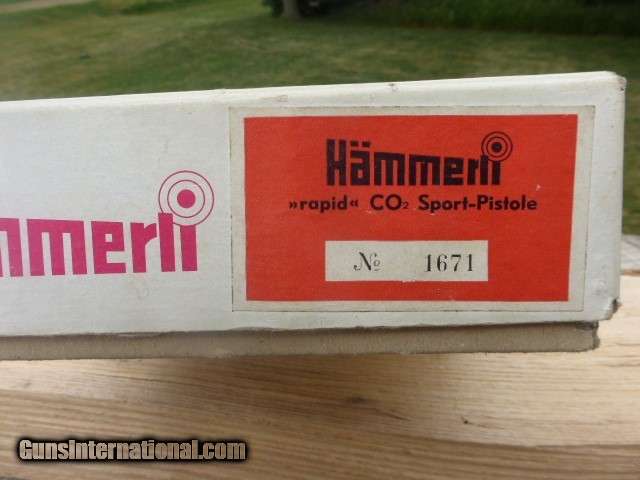 Hämmerli
»rapid« CO₂ Sport-Pistole
№ 1671
mmerli
GunsInternational.com